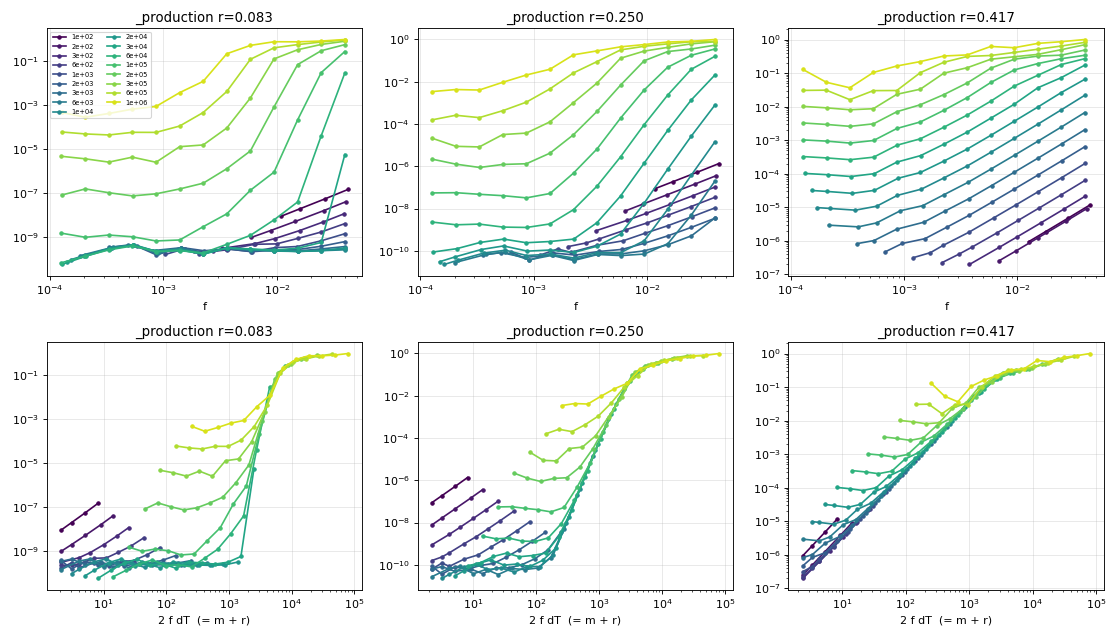 _production r=0.083
_production r=0.250
_production r=0.417
10⁻¹
10⁻³
10⁻⁵
10⁻⁷
10⁻⁹
1e+02
2e+02
3e+02
6e+02
1e+03
2e+03
3e+03
6e+03
1e+04
2e+04
3e+04
6e+04
1e+05
2e+05
3e+05
6e+05
1e+06
10⁻⁴
10⁻³
10⁻²
f
10⁰
10⁻²
10⁻⁴
10⁻⁶
10⁻⁸
10⁻¹⁰
10⁻⁴
10⁻³
10⁻²
f
10⁰
10⁻¹
10⁻²
10⁻³
10⁻⁴
10⁻⁵
10⁻⁶
10⁻⁷
10⁻⁴
10⁻³
10⁻²
f
_production r=0.083
_production r=0.250
_production r=0.417
10⁻¹
10⁻³
10⁻⁵
10⁻⁷
10⁻⁹
10¹
10²
10³
10⁴
10⁵
2 f dT (= m + r)
10⁰
10⁻²
10⁻⁴
10⁻⁶
10⁻⁸
10⁻¹⁰
10¹
10²
10³
10⁴
10⁵
2 f dT (= m + r)
10⁰
10⁻¹
10⁻²
10⁻³
10⁻⁴
10⁻⁵
10⁻⁶
10⁻⁷
10¹
10²
10³
10⁴
10⁵
2 f dT (= m + r)